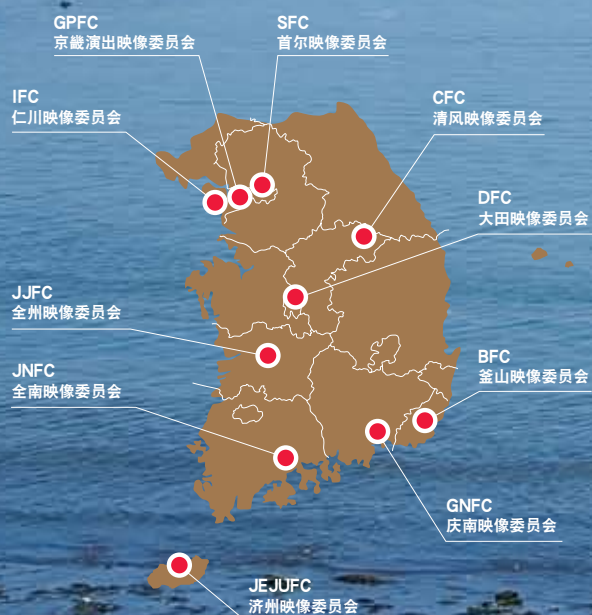 GPFC
京畿演出映像委员会
SFC
首尔映像委员会
IFC
仁川映像委员会
CFC
清风映像委员会
DFC
大田映像委员会
JJFC
全州映像委员会
BFC
釜山映像委员会
JNFC
全南映像委员会
GNFC
庆南映像委员会
JEJUFC
济州映像委员会